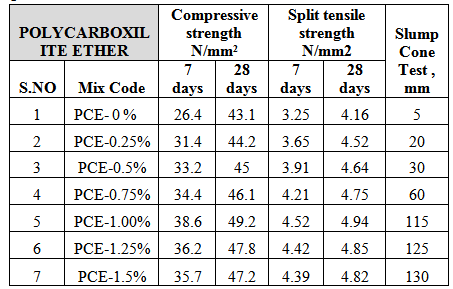 POLYCARBOXIL
ITE ETHER
Compressive
strength
N/mm²
Split tensile
strength
N/mm2
Slump
Cone
Test ,
mm
S.NO Mix Code 7 days 28 days 7 days 28 days
1 PCE- 0 % 26.4 43.1 3.25 4.16 5
2 PCE-0.25% 31.4 44.2 3.65 4.52 20
3 PCE-0.5% 33.2 45 3.91 4.64 30
4 PCE-0.75% 34.4 46.1 4.21 4.75 60
5 PCE-1.00% 38.6 49.2 4.52 4.94 115
6 PCE-1.25% 36.2 47.8 4.42 4.85 125
7 PCE-1.5% 35.7 47.2 4.39 4.82 130